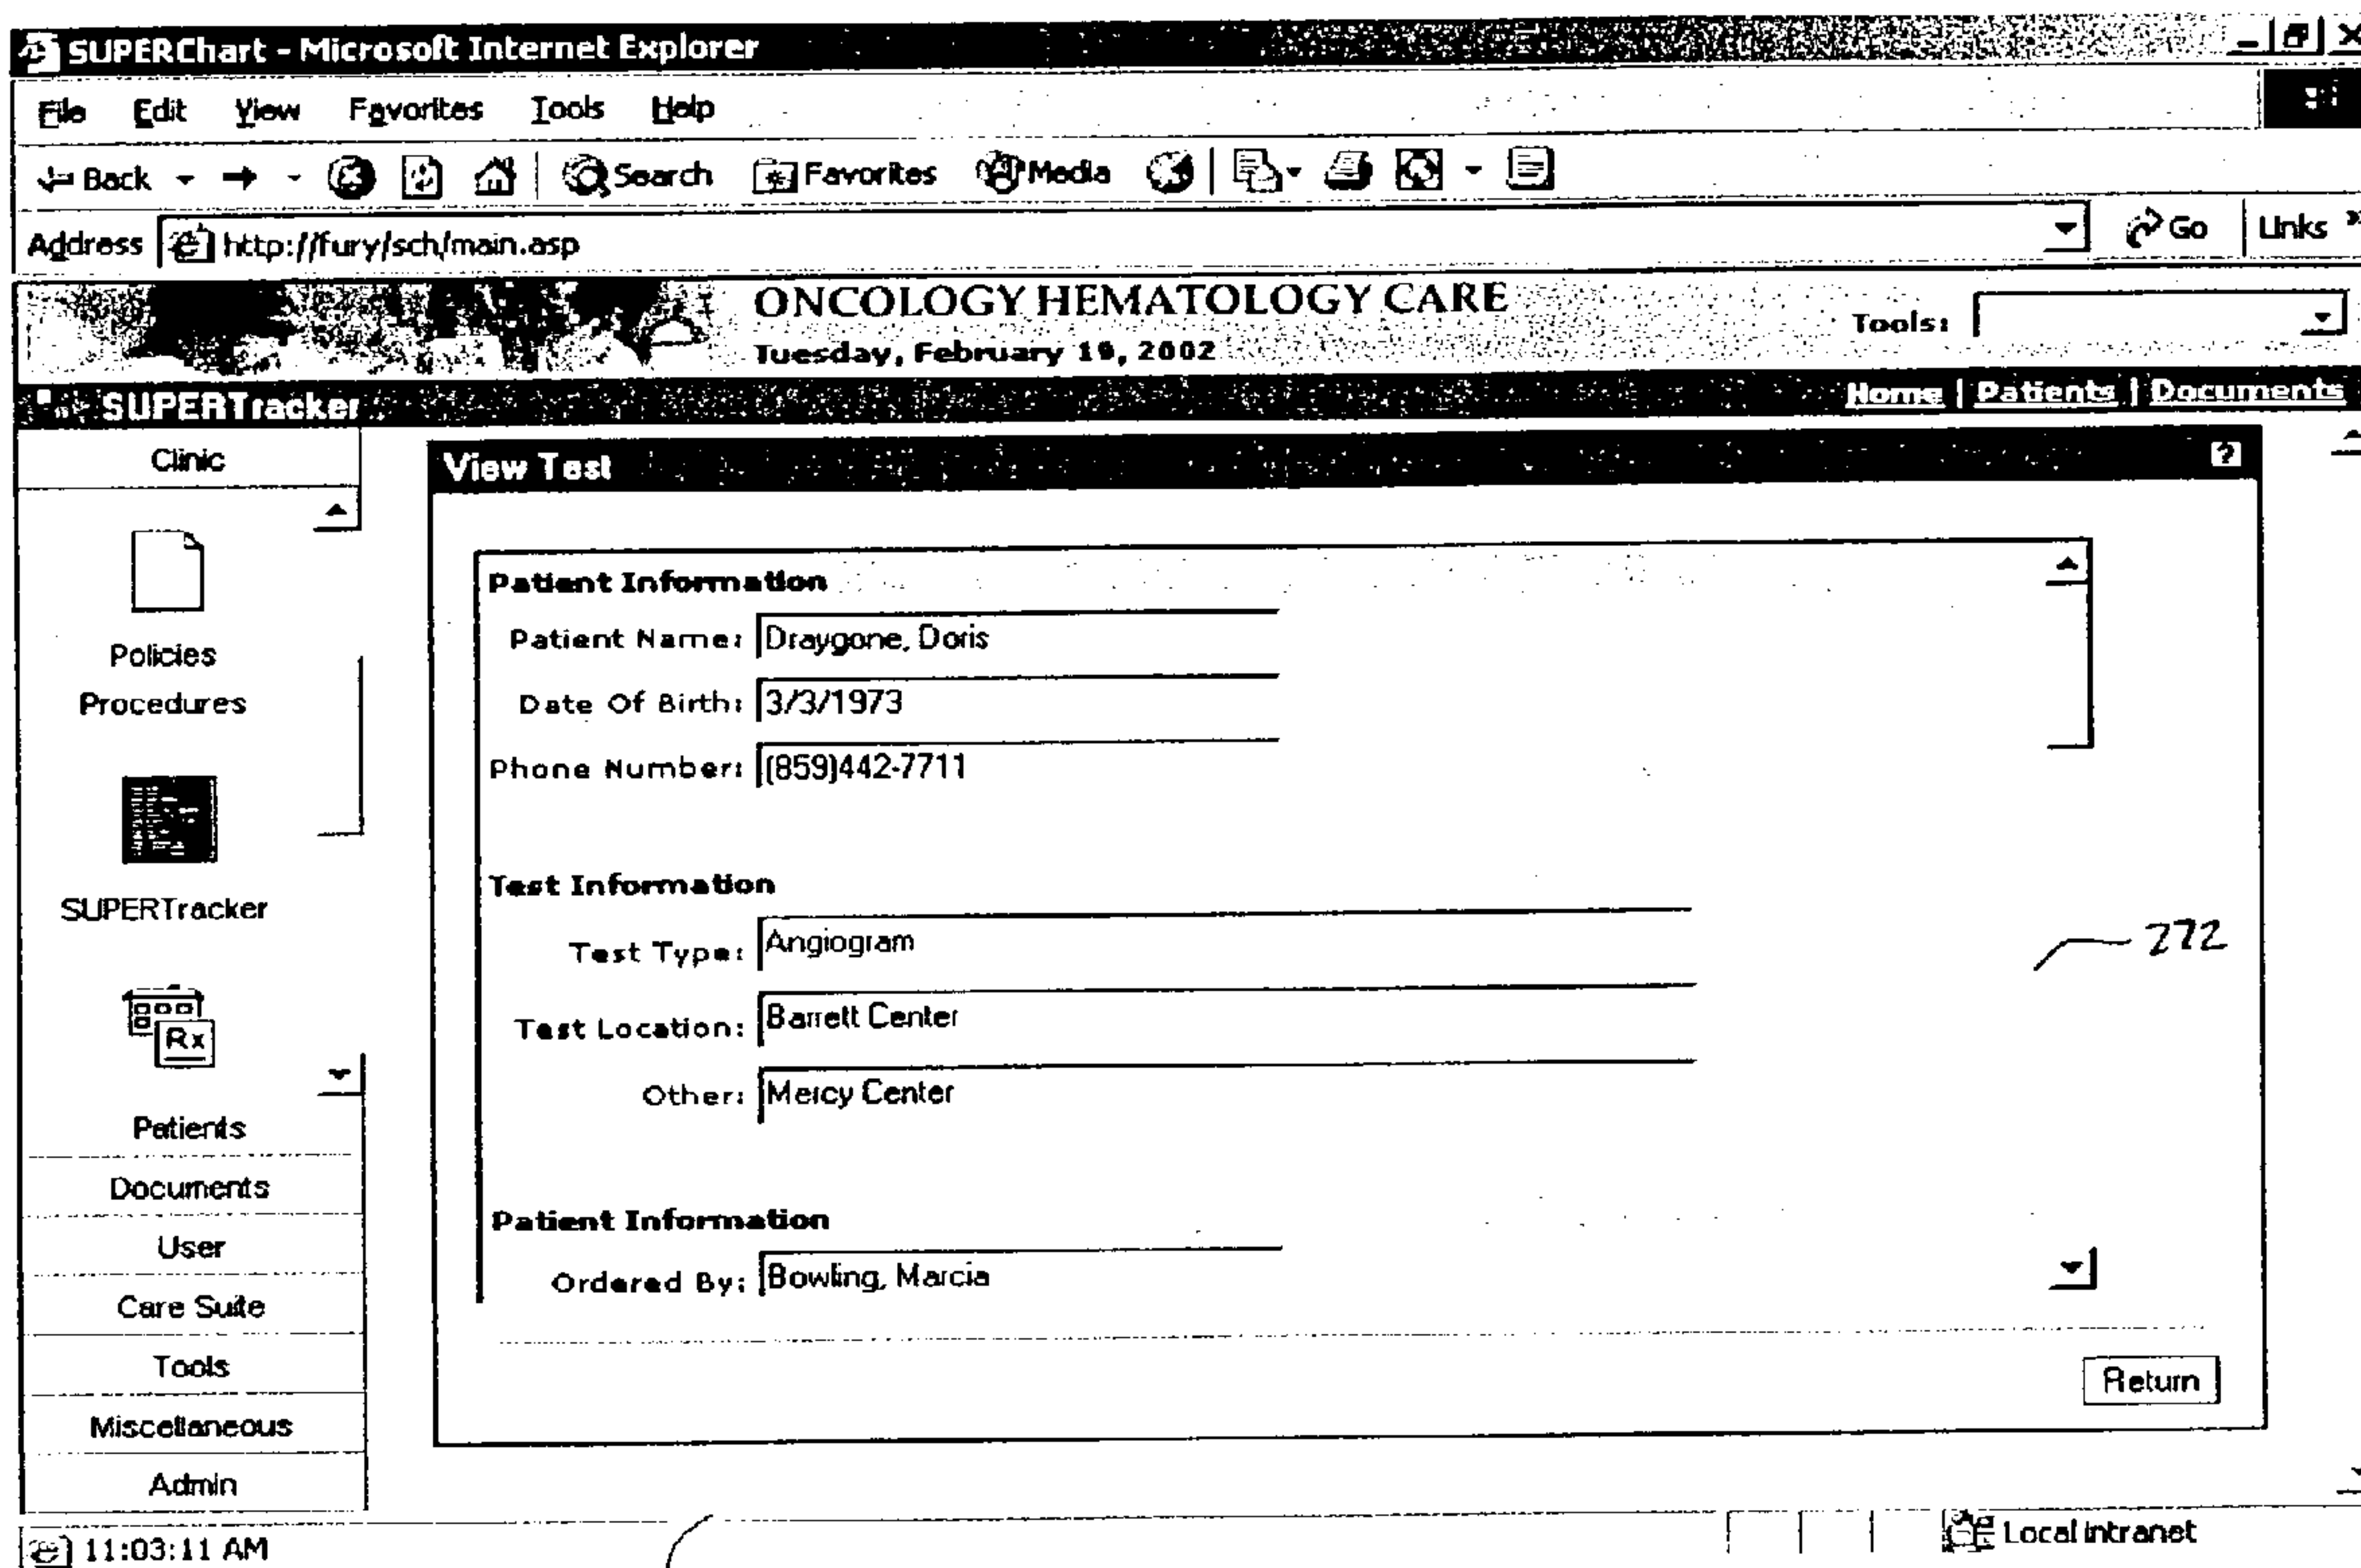 SUPERChart - Microsoft Internet Explorer
File Edit View Favorites Tools Help
Back Search Favorites Media
Address http://fury/sch/main.asp Go Links »
ONCOLOGY HEMATOLOGY CARE
Tuesday, February 19, 2002
Tools:
SUPERTracker Home | Patients | Documents
Clinic
Policies
Procedures
SUPERTracker
Rx
Patients
Documents
User
Care Suite
Tools
Miscellaneous
Admin
View Test ?
Patient Information
Patient Name: Draygone, Doris
Date Of Birth: 3/3/1973
Phone Number: (859)442-7711
Test Information
Test Type: Angiogram
272
Test Location: Barrett Center
Other: Mercy Center
Patient Information
Ordered By: Bowling, Marcia
Return
11:03:11 AM Local intranet